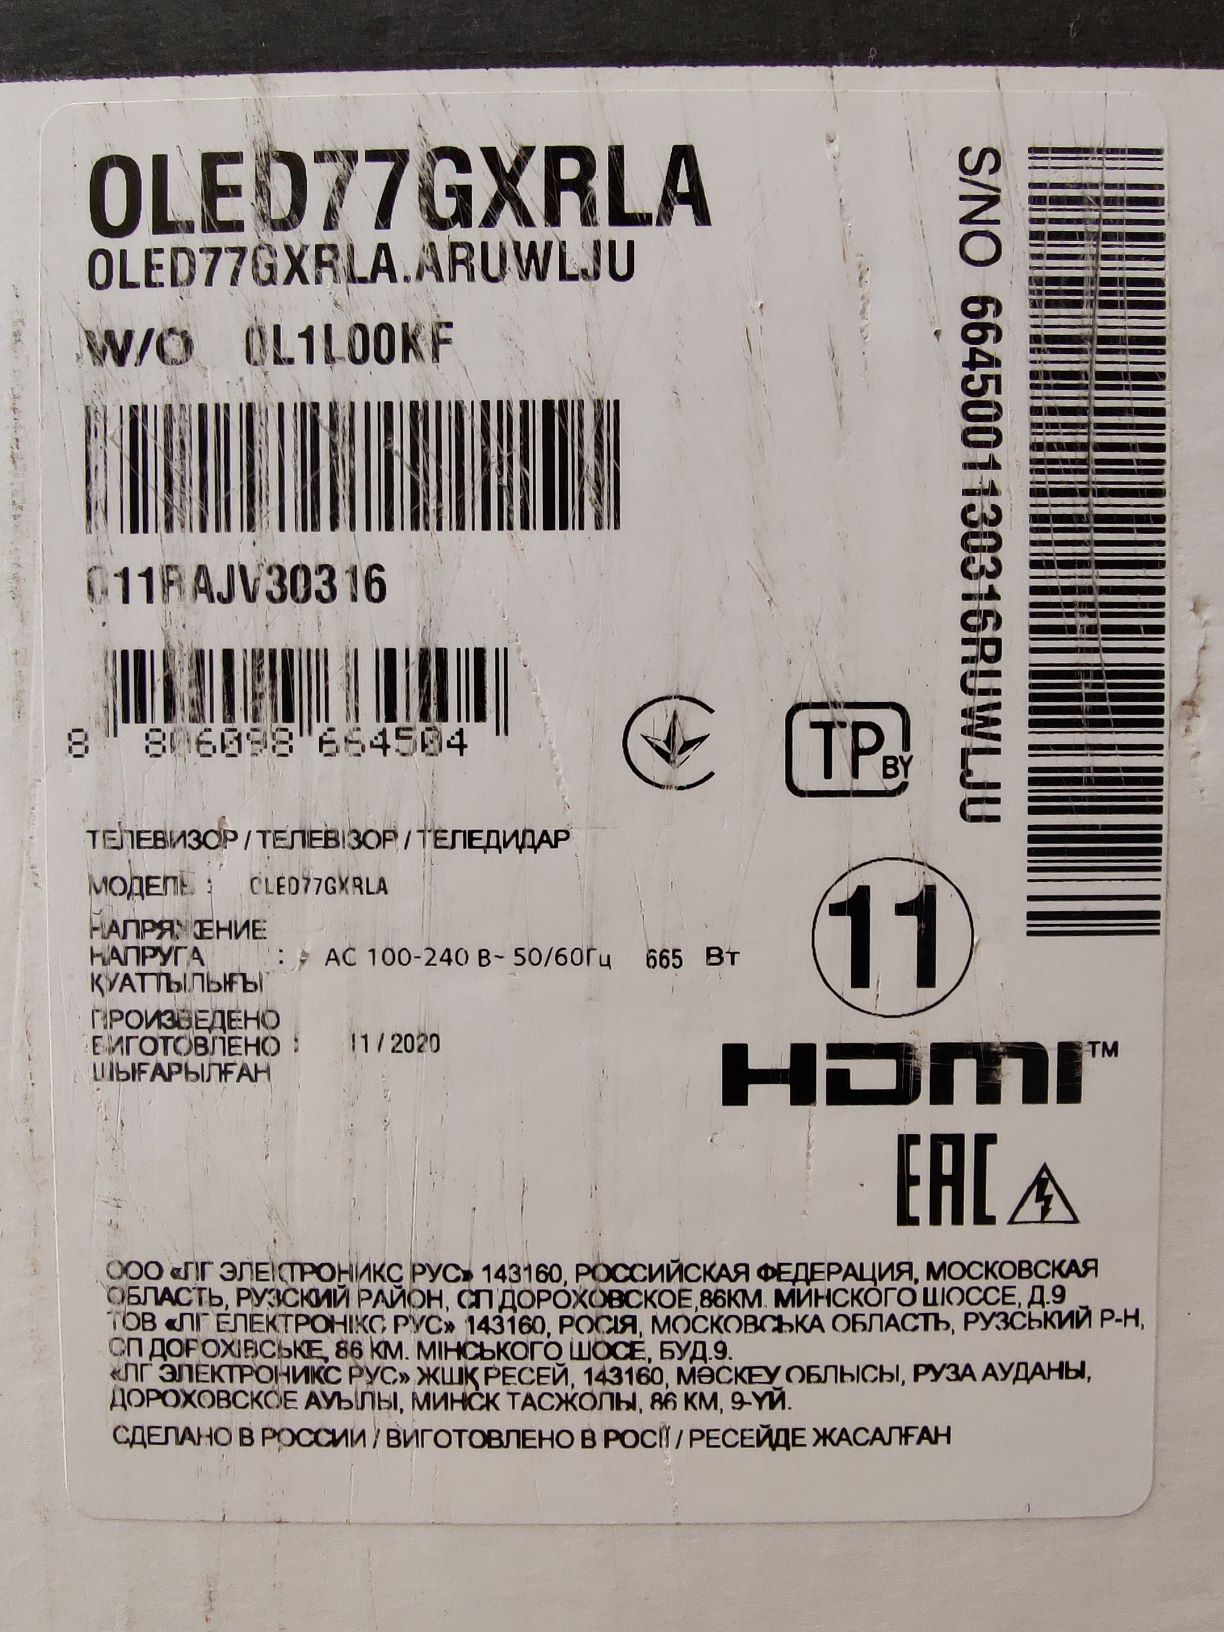 OLED77GXRLA
OLED77GXRLA.ARUWLJU
W/O 0L1L00KF
S/NO 6645001130316RUWLJU
011RAJV30316
8 806098 664504
TP BY
ТЕЛЕВИЗОР / ТЕЛЕВІЗОР / ТЕЛЕДИДАР
МОДЕЛЬ : OLED77GXRLA
НАПРЯЖЕНИЕ
НАПРУГА : AC 100-240 В~ 50/60Гц 665 Вт
ҚУАТТЫЛЫҒЫ
ПРОИЗВЕДЕНО
ВИГОТОВЛЕНО : 11 / 2020
ШЫҒАРЫЛҒАН
11
HDMI™
EAC
ООО «ЛГ ЭЛЕКТРОНИКС РУС» 143160, РОССИЙСКАЯ ФЕДЕРАЦИЯ, МОСКОВСКАЯ
ОБЛАСТЬ, РУЗСКИЙ РАЙОН, СП ДОРОХОВСКОЕ,86КМ. МИНСКОГО ШОССЕ, Д.9
ТОВ «ЛГ ЕЛЕКТРОНІКС РУС» 143160, РОСІЯ, МОСКОВСЬКА ОБЛАСТЬ, РУЗСЬКИЙ Р-Н,
СП ДОРОХІВСЬКЕ, 86 КМ. МІНСЬКОГО ШОСЕ, БУД.9.
«ЛГ ЭЛЕКТРОНИКС РУС» ЖШҚ РЕСЕЙ, 143160, МӘСКЕУ ОБЛЫСЫ, РУЗА АУДАНЫ,
ДОРОХОВСКОЕ АУЫЛЫ, МИНСК ТАСЖОЛЫ, 86 КМ, 9-ҮЙ.
СДЕЛАНО В РОССИИ / ВИГОТОВЛЕНО В РОСІЇ / РЕСЕЙДЕ ЖАСАЛҒАН